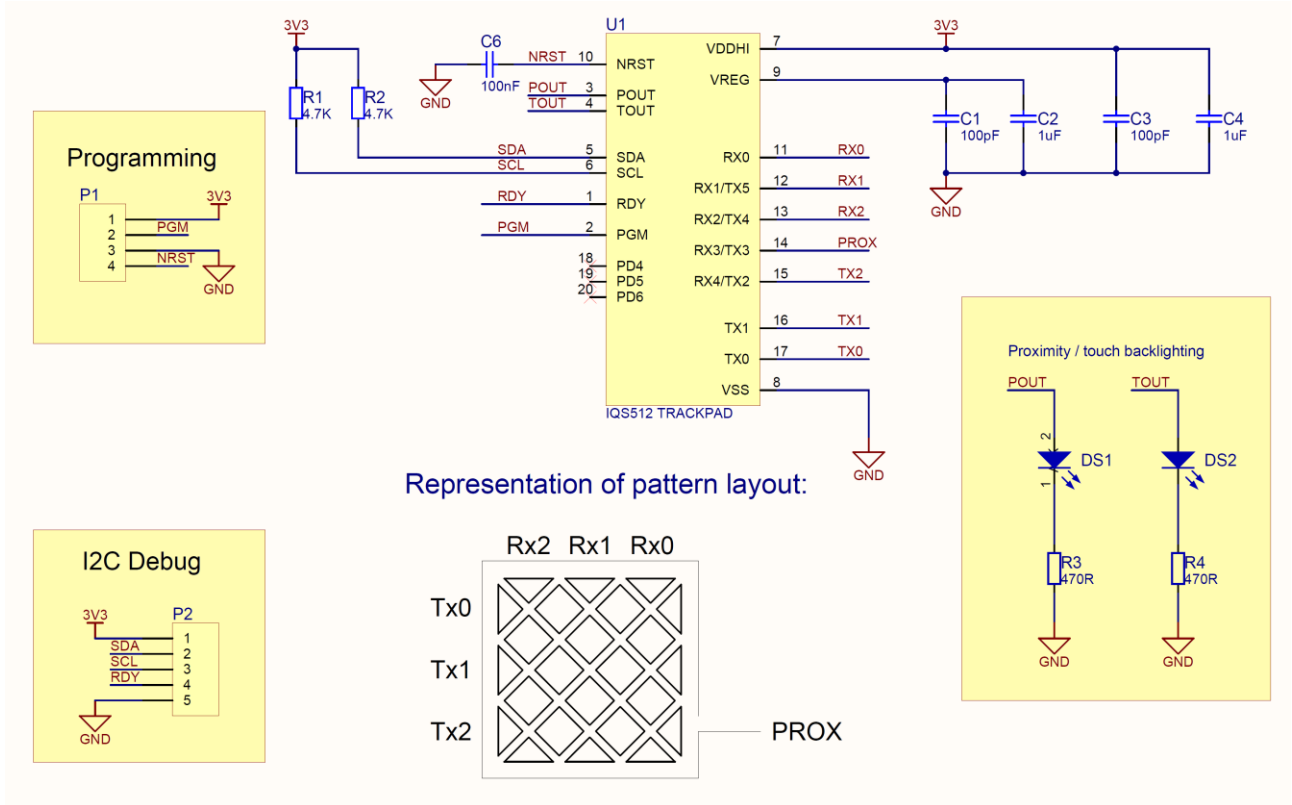 3V3
R1
4.7K
R2
4.7K
C6
100nF
GND
NRST
POUT
TOUT
SDA
SCL
RDY
PGM
U1
10 NRST
3 POUT
4 TOUT
5 SDA
6 SCL
1 RDY
2 PGM
18 PD4
19 PD5
20 PD6
VDDHI 7
VREG 9
RX0 11 RX0
RX1/TX5 12 RX1
RX2/TX4 13 RX2
RX3/TX3 14 PROX
RX4/TX2 15 TX2
TX1 16 TX1
TX0 17 TX0
VSS 8
IQS512 TRACKPAD
GND
3V3
C1
100pF
C2
1uF
C3
100pF
C4
1uF
GND
Programming
P1
3V3
1
2 PGM
3
4 NRST
GND
I2C Debug
P2
3V3
1
SDA 2
SCL 3
RDY 4
5
GND
Representation of pattern layout:
Rx2 Rx1 Rx0
Tx0
Tx1
Tx2
PROX
Proximity / touch backlighting
POUT
TOUT
2
DS1
1
DS2
R3
470R
R4
470R
GND
GND